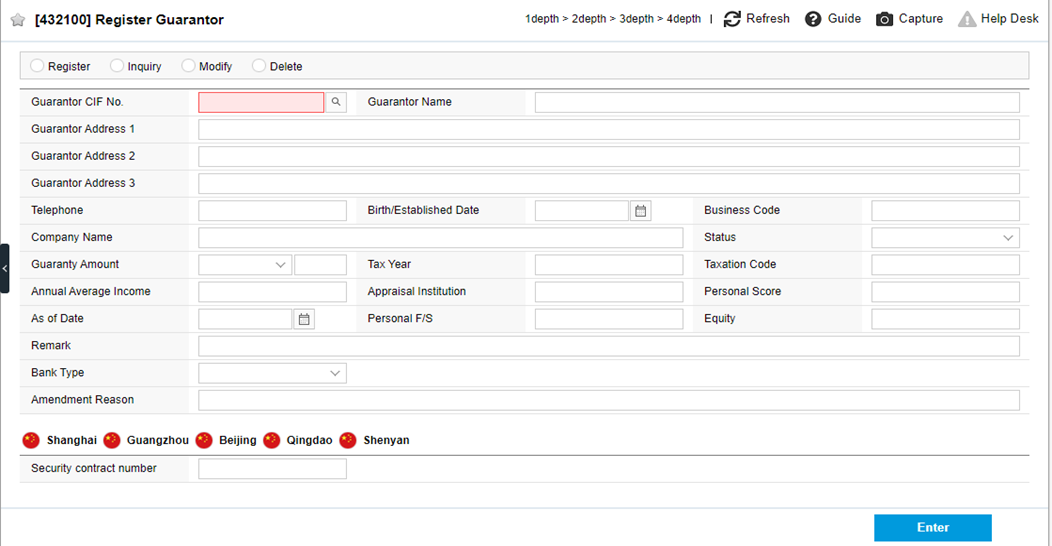 [432100] Register Guarantor
1depth > 2depth > 3depth > 4depth | Refresh Guide Capture Help Desk
Register Inquiry Modify Delete
Guarantor CIF No. Guarantor Name
Guarantor Address 1
Guarantor Address 2
Guarantor Address 3
Telephone Birth/Established Date Business Code
Company Name Status
Guaranty Amount Tax Year Taxation Code
Annual Average Income Appraisal Institution Personal Score
As of Date Personal F/S Equity
Remark
Bank Type
Amendment Reason
Shanghai Guangzhou Beijing Qingdao Shenyan
Security contract number
Enter